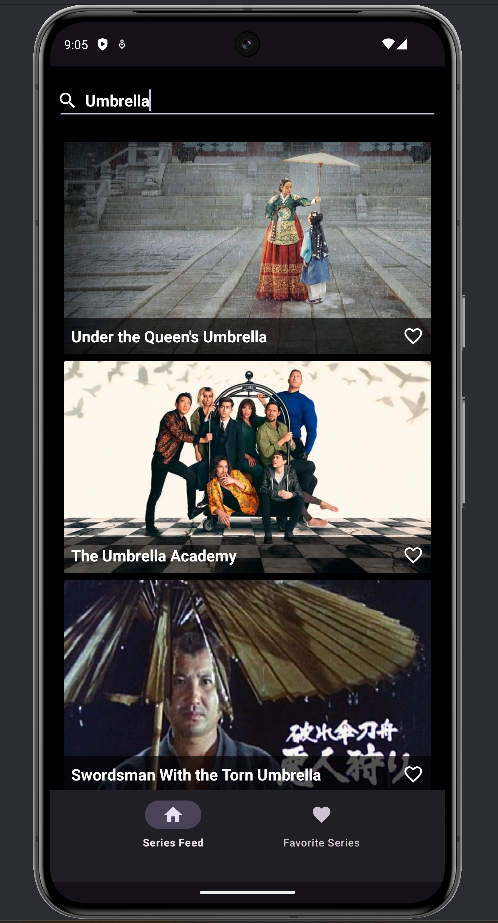 9:05
Umbrella
Under the Queen's Umbrella
The Umbrella Academy
破れ傘刀舟
悪人狩り
Swordsman With the Torn Umbrella
Series Feed
Favorite Series